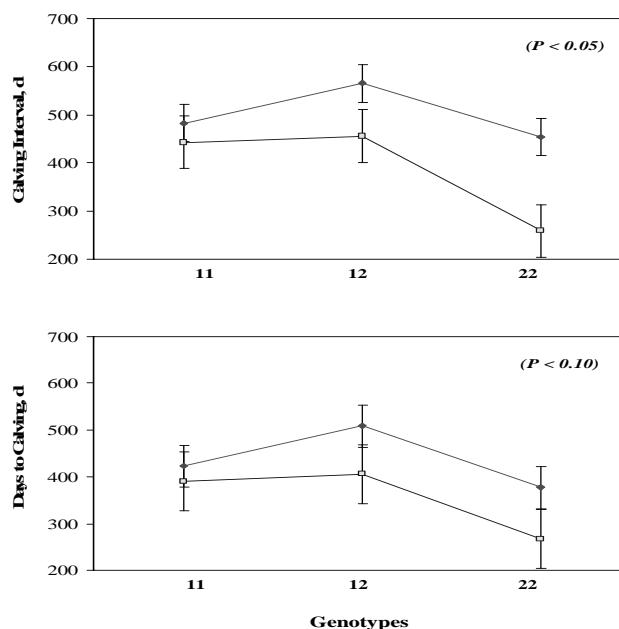 700
(P < 0.05)
600
500
400
300
200
Calving Interval, d
11 12 22
700
(P < 0.10)
600
500
400
300
200
Days to Calving, d
11 12 22
Genotypes